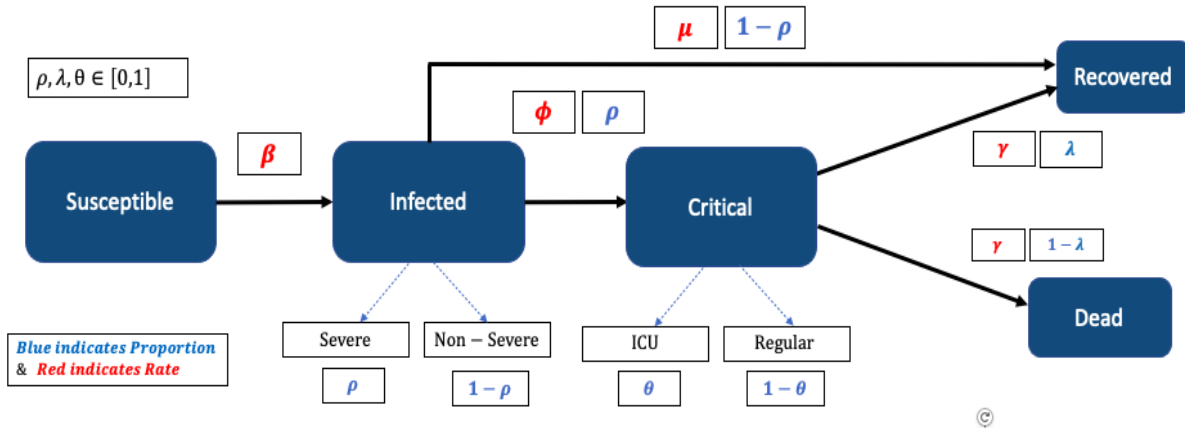 μ 1 − ρ
ρ, λ, θ ∈ [0,1]
Recovered
ϕ ρ
β
γ λ
Susceptible
Infected
Critical
γ 1 − λ
Dead
Severe
Non − Severe
ICU
Regular
Blue indicates Proportion
& Red indicates Rate
ρ
1 − ρ
θ
1 − θ